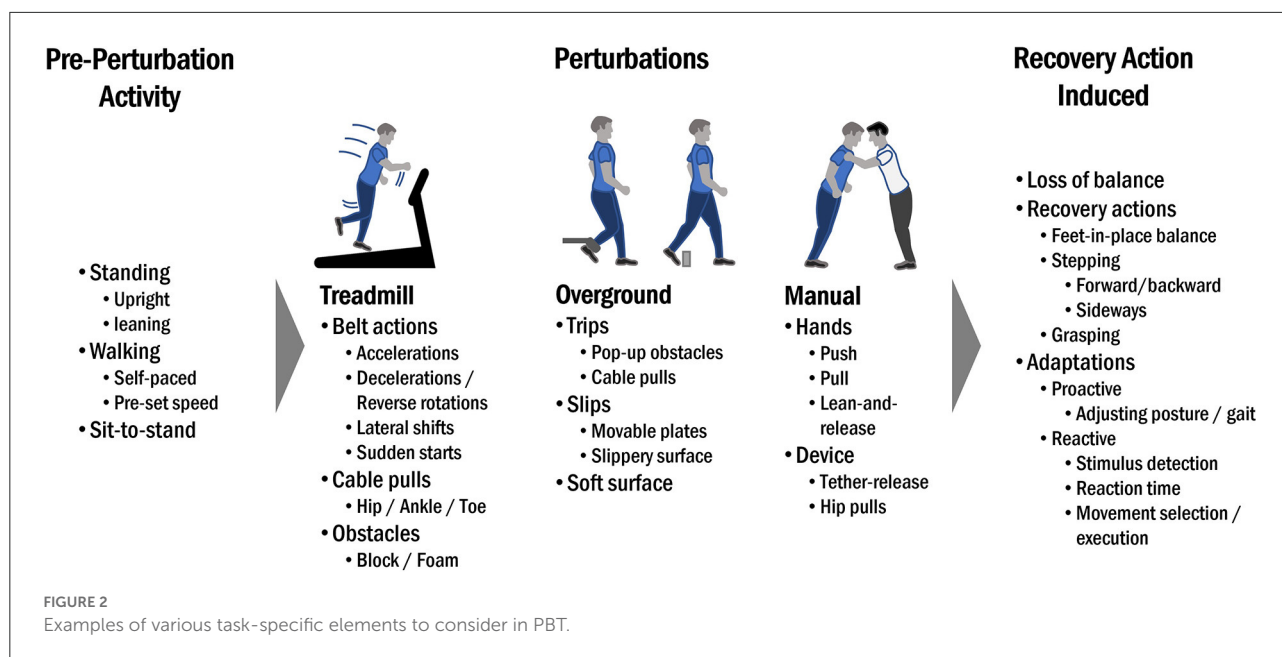 Pre-Perturbation
Activity
• Standing
• Upright
• leaning
• Walking
• Self-paced
• Pre-set speed
• Sit-to-stand
Perturbations
Treadmill
• Belt actions
• Accelerations
• Decelerations /
Reverse rotations
• Lateral shifts
• Sudden starts
• Cable pulls
• Hip / Ankle / Toe
• Obstacles
• Block / Foam
Overground
• Trips
• Pop-up obstacles
• Cable pulls
• Slips
• Movable plates
• Slippery surface
• Soft surface
Manual
• Hands
• Push
• Pull
• Lean-and-
release
• Device
• Tether-release
• Hip pulls
Recovery Action
Induced
• Loss of balance
• Recovery actions
• Feet-in-place balance
• Stepping
• Forward/backward
• Sideways
• Grasping
• Adaptations
• Proactive
• Adjusting posture / gait
• Reactive
• Stimulus detection
• Reaction time
• Movement selection /
execution
FIGURE 2
Examples of various task-specific elements to consider in PBT.